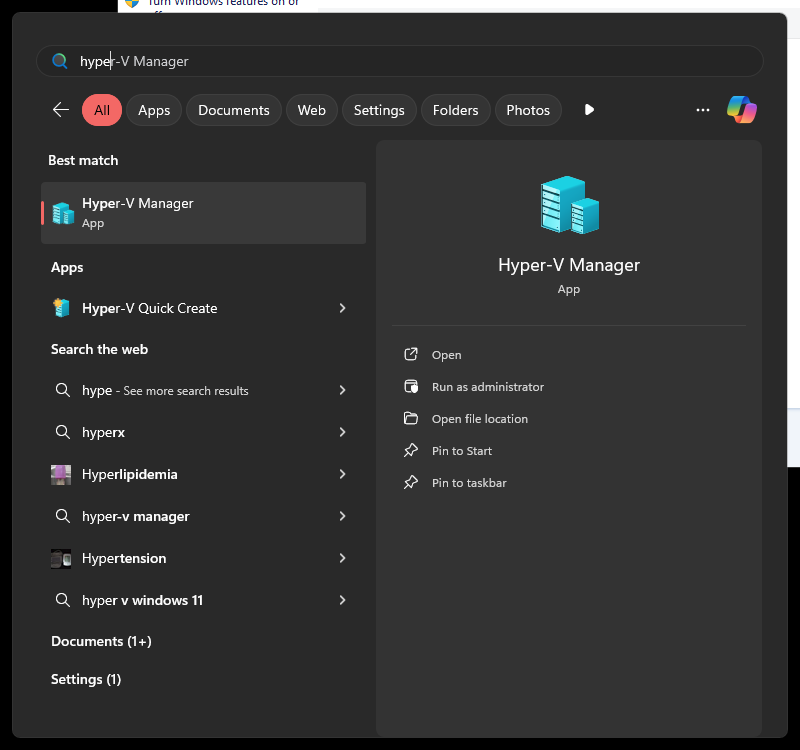 Turn Windows features on or
hyper-V Manager
All
Apps
Documents
Web
Settings
Folders
Photos
Best match
Hyper-V Manager
App
Apps
Hyper-V Quick Create
Search the web
hype - See more search results
hyperx
Hyperlipidemia
hyper-v manager
Hypertension
hyper v windows 11
Documents (1+)
Settings (1)
Hyper-V Manager
App
Open
Run as administrator
Open file location
Pin to Start
Pin to taskbar